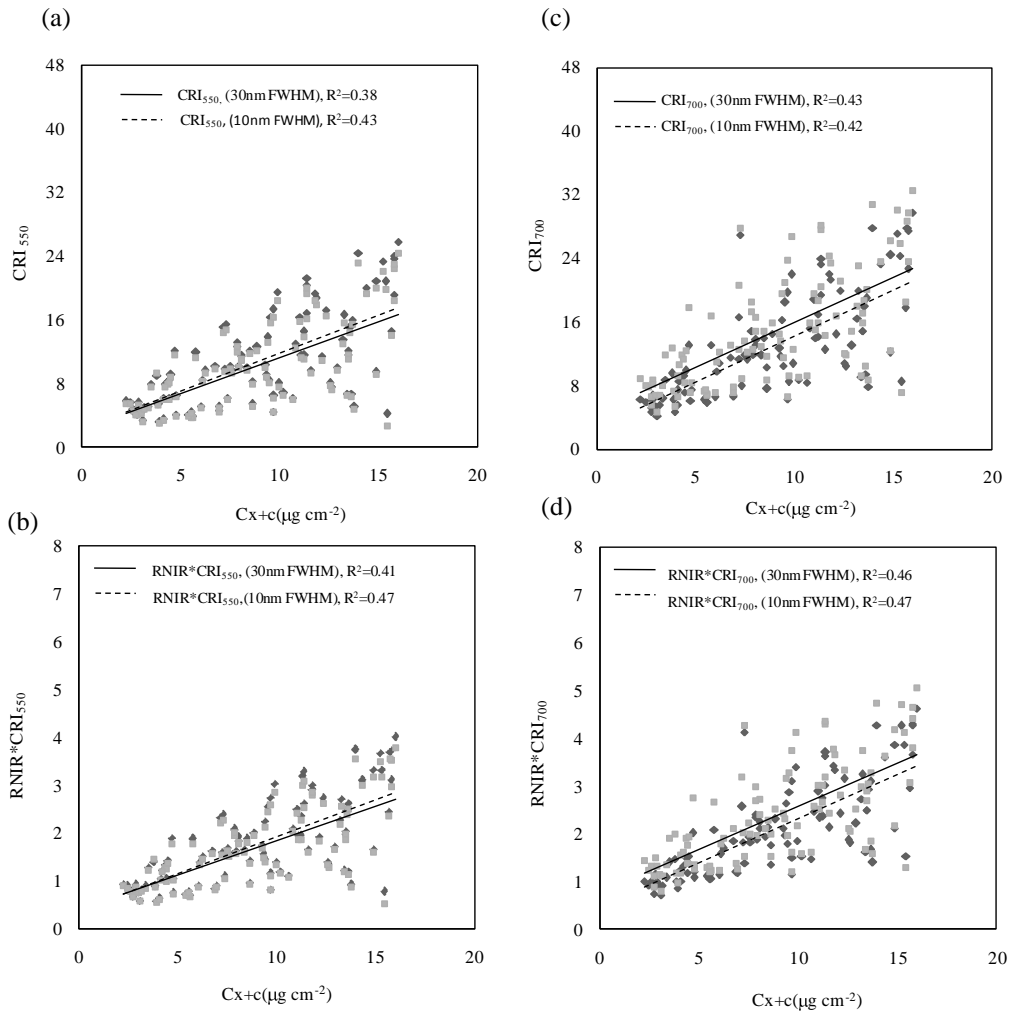 (a)
48
40
32
24
16
8
0
CRI 550
CRI550, (30nm FWHM), R2=0.38
CRI550, (10nm FWHM), R2=0.43
0 5 10 15 20
Cx+c(μg cm-2)
(c)
48
40
32
24
16
8
0
CRI700
CRI700, (30nm FWHM), R2=0.43
CRI700, (10nm FWHM), R2=0.42
0 5 10 15 20
Cx+c(μg cm-2)
(b)
8
7
6
5
4
3
2
1
0
RNIR*CRI550
RNIR*CRI550, (30nm FWHM), R2=0.41
RNIR*CRI550,(10nm FWHM), R2=0.47
0 5 10 15 20
Cx+c(μg cm-2)
(d)
8
7
6
5
4
3
2
1
0
RNIR*CRI700
RNIR*CRI700, (30nm FWHM), R2=0.46
RNIR*CRI700, (10nm FWHM), R2=0.47
0 5 10 15 20
Cx+c(μg cm-2)